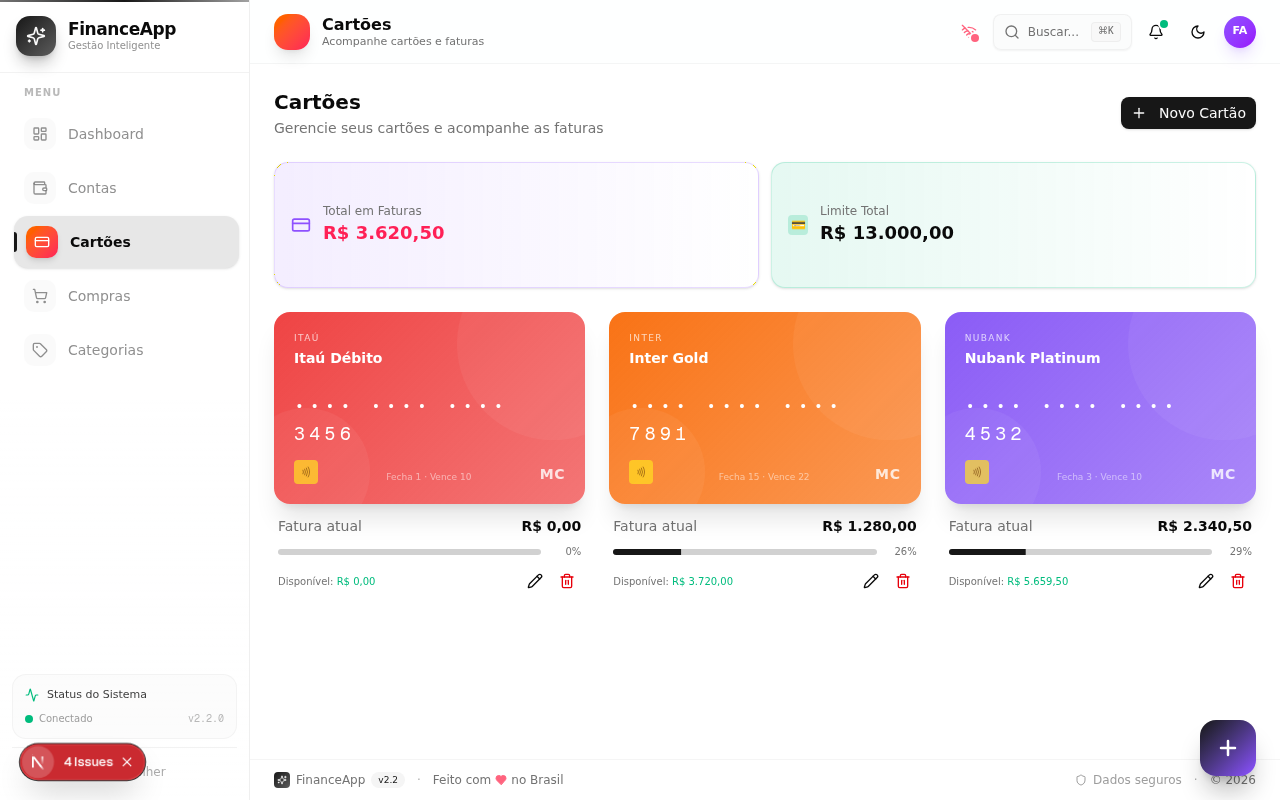 FinanceApp
Gestão Inteligente
MENU
Dashboard
Contas
Cartões
Compras
Categorias
Status do Sistema
Conectado
v2.2.0
4 Issues
Cartões
Acompanhe cartões e faturas
Buscar...
⌘K
FA
Cartões
Gerencie seus cartões e acompanhe as faturas
Novo Cartão
Total em Faturas
R$ 3.620,50
Limite Total
R$ 13.000,00
ITAÚ
Itaú Débito
•••• •••• ••••
3456
Fecha 1 · Vence 10
MC
Fatura atual
R$ 0,00
0%
Disponível: R$ 0,00
INTER
Inter Gold
•••• •••• ••••
7891
Fecha 15 · Vence 22
MC
Fatura atual
R$ 1.280,00
26%
Disponível: R$ 3.720,00
NUBANK
Nubank Platinum
•••• •••• ••••
4532
Fecha 3 · Vence 10
MC
Fatura atual
R$ 2.340,50
29%
Disponível: R$ 5.659,50
FinanceApp
v2.2
·
Feito com ❤ no Brasil
Dados seguros
·
© 2026